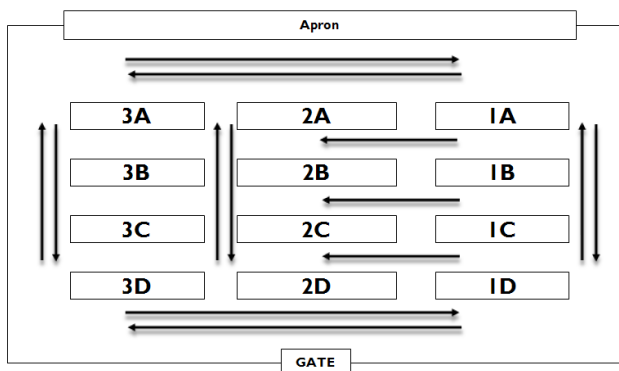 Apron
3A 2A 1A
3B 2B 1B
3C 2C 1C
3D 2D 1D
GATE